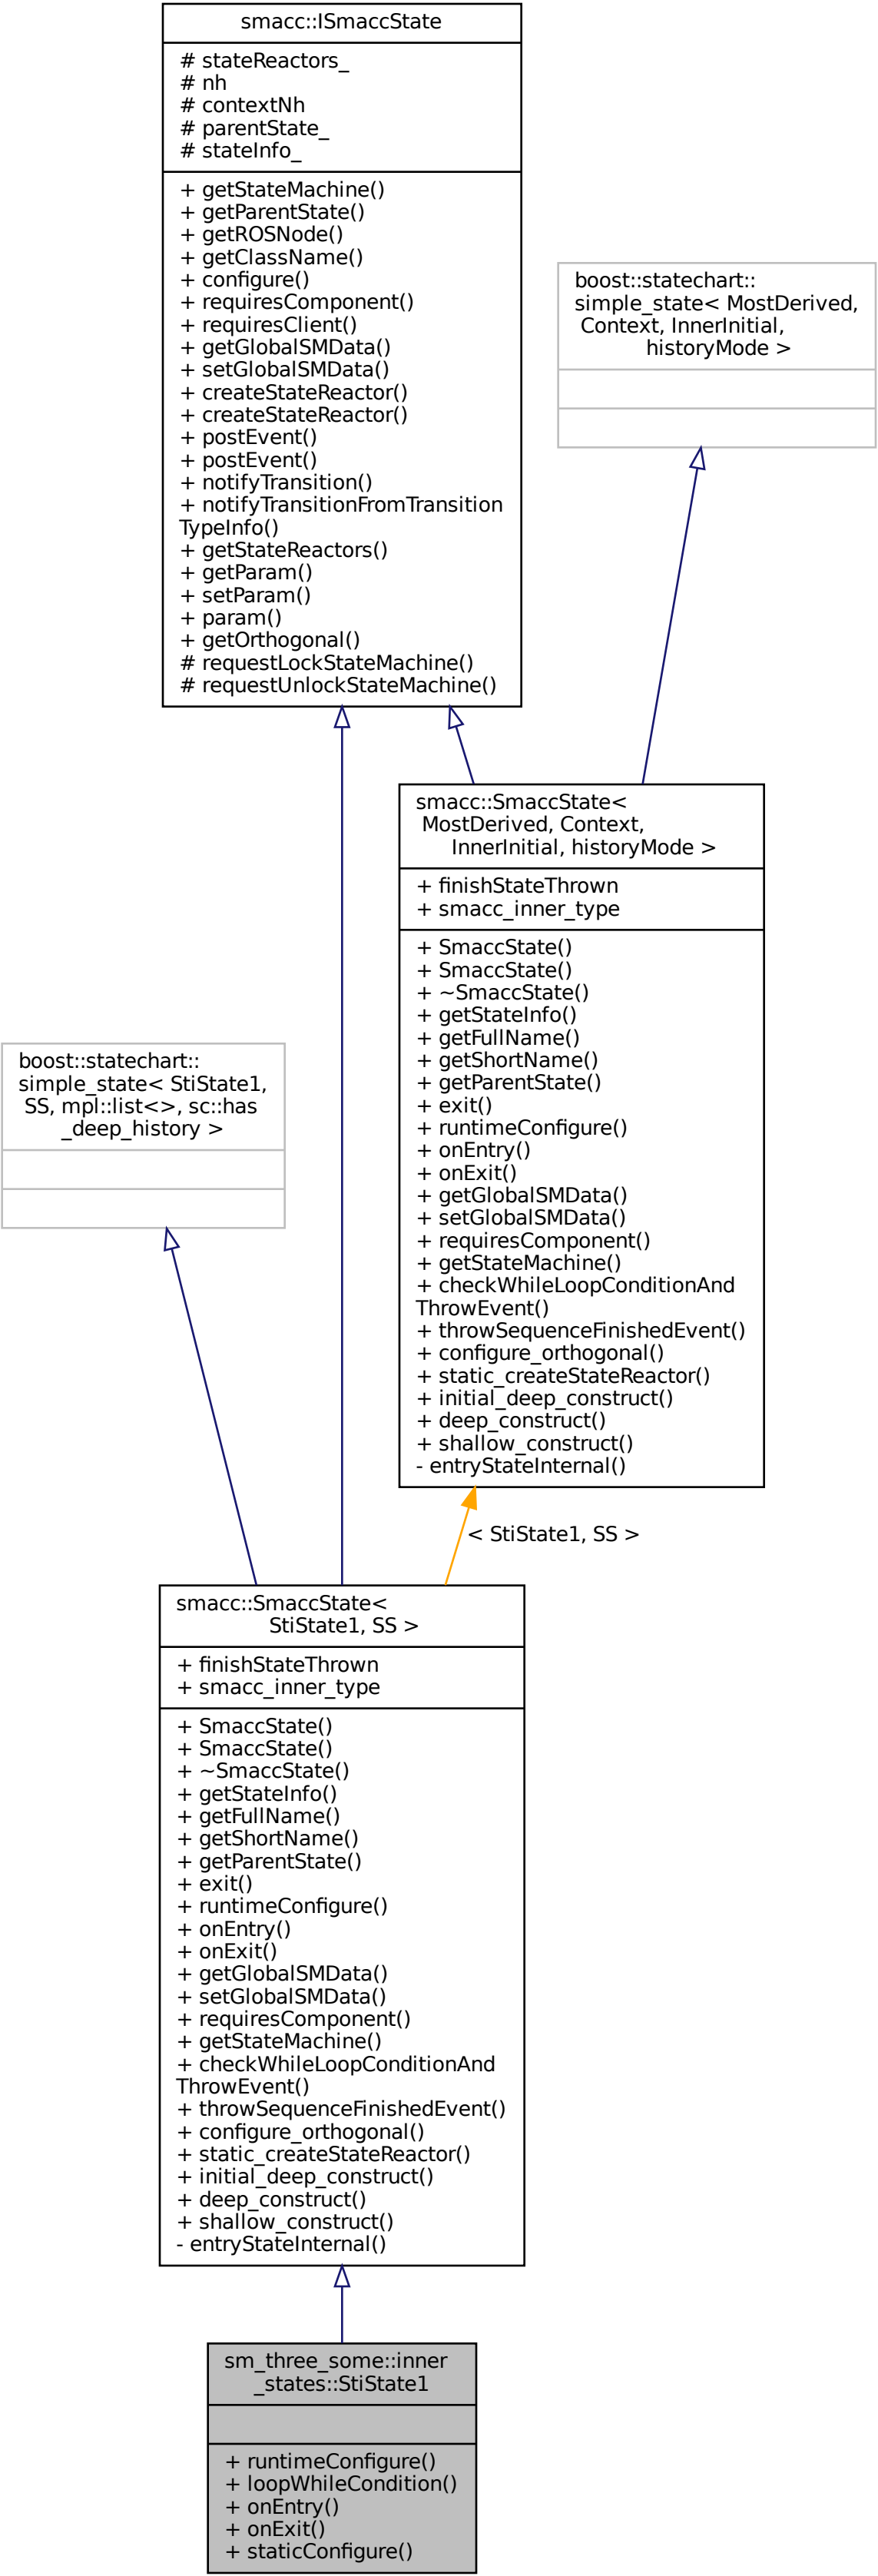 smacc::ISmaccState
# stateReactors_
# nh
# contextNh
# parentState_
# stateInfo_
+ getStateMachine()
+ getParentState()
+ getROSNode()
+ getClassName()
+ configure()
+ requiresComponent()
+ requiresClient()
+ getGlobalSMData()
+ setGlobalSMData()
+ createStateReactor()
+ createStateReactor()
+ postEvent()
+ postEvent()
+ notifyTransition()
+ notifyTransitionFromTransition
TypeInfo()
+ getStateReactors()
+ getParam()
+ setParam()
+ param()
+ getOrthogonal()
# requestLockStateMachine()
# requestUnlockStateMachine()
boost::statechart::
simple_state< MostDerived,
Context, InnerInitial,
historyMode >
smacc::SmaccState<
MostDerived, Context,
InnerInitial, historyMode >
+ finishStateThrown
+ smacc_inner_type
+ SmaccState()
+ SmaccState()
+ ~SmaccState()
+ getStateInfo()
+ getFullName()
+ getShortName()
+ getParentState()
+ exit()
+ runtimeConfigure()
+ onEntry()
+ onExit()
+ getGlobalSMData()
+ setGlobalSMData()
+ requiresComponent()
+ getStateMachine()
+ checkWhileLoopConditionAnd
ThrowEvent()
+ throwSequenceFinishedEvent()
+ configure_orthogonal()
+ static_createStateReactor()
+ initial_deep_construct()
+ deep_construct()
+ shallow_construct()
- entryStateInternal()
boost::statechart::
simple_state< StiState1,
SS, mpl::list<>, sc::has
_deep_history >
< StiState1, SS >
smacc::SmaccState<
StiState1, SS >
+ finishStateThrown
+ smacc_inner_type
+ SmaccState()
+ SmaccState()
+ ~SmaccState()
+ getStateInfo()
+ getFullName()
+ getShortName()
+ getParentState()
+ exit()
+ runtimeConfigure()
+ onEntry()
+ onExit()
+ getGlobalSMData()
+ setGlobalSMData()
+ requiresComponent()
+ getStateMachine()
+ checkWhileLoopConditionAnd
ThrowEvent()
+ throwSequenceFinishedEvent()
+ configure_orthogonal()
+ static_createStateReactor()
+ initial_deep_construct()
+ deep_construct()
+ shallow_construct()
- entryStateInternal()
sm_three_some::inner
_states::StiState1
+ runtimeConfigure()
+ loopWhileCondition()
+ onEntry()
+ onExit()
+ staticConfigure()